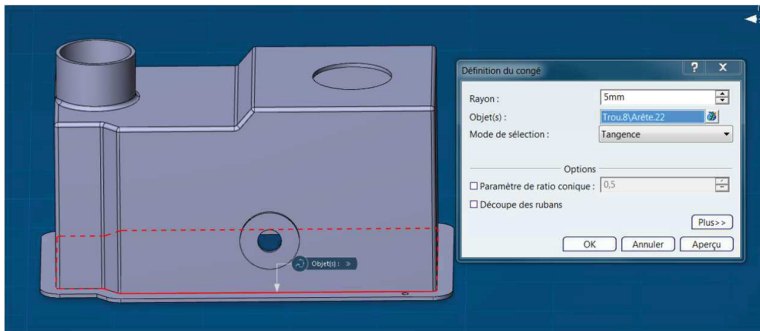 Définition du congé
? X
Rayon : 5mm
Objet(s) : Trou.8\Arête.22
Mode de sélection : Tangence
Options
Paramètre de ratio conique : 0,5
Découpe des rubans
Plus>>
OK Annuler Aperçu
Objet(s) : »